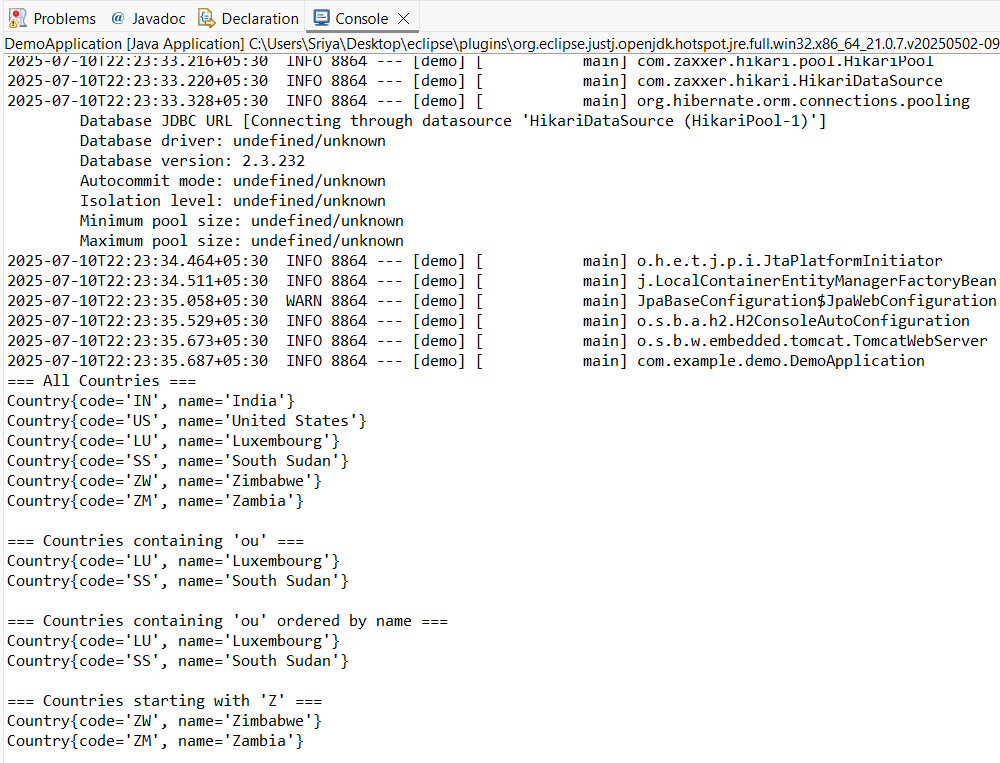 Problems @ Javadoc Declaration Console
DemoApplication [Java Application] C:\Users\Sriya\Desktop\eclipse\plugins\org.eclipse.justj.openjdk.hotspot.jre.full.win32.x86_64_21.0.7.v20250502-09
2025-07-10T22:23:33.216+05:30  INFO 8864 --- [demo] [           main] com.zaxxer.hikari.pool.HikariPool
2025-07-10T22:23:33.220+05:30  INFO 8864 --- [demo] [           main] com.zaxxer.hikari.HikariDataSource
2025-07-10T22:23:33.328+05:30  INFO 8864 --- [demo] [           main] org.hibernate.orm.connections.pooling
        Database JDBC URL [Connecting through datasource 'HikariDataSource (HikariPool-1)']
        Database driver: undefined/unknown
        Database version: 2.3.232
        Autocommit mode: undefined/unknown
        Isolation level: undefined/unknown
        Minimum pool size: undefined/unknown
        Maximum pool size: undefined/unknown
2025-07-10T22:23:34.464+05:30  INFO 8864 --- [demo] [           main] o.h.e.t.j.p.i.JtaPlatformInitiator
2025-07-10T22:23:34.511+05:30  INFO 8864 --- [demo] [           main] j.LocalContainerEntityManagerFactoryBean
2025-07-10T22:23:35.058+05:30  WARN 8864 --- [demo] [           main] JpaBaseConfiguration$JpaWebConfiguration
2025-07-10T22:23:35.529+05:30  INFO 8864 --- [demo] [           main] o.s.b.a.h2.H2ConsoleAutoConfiguration
2025-07-10T22:23:35.673+05:30  INFO 8864 --- [demo] [           main] o.s.b.w.embedded.tomcat.TomcatWebServer
2025-07-10T22:23:35.687+05:30  INFO 8864 --- [demo] [           main] com.example.demo.DemoApplication
=== All Countries ===
Country{code='IN', name='India'}
Country{code='US', name='United States'}
Country{code='LU', name='Luxembourg'}
Country{code='SS', name='South Sudan'}
Country{code='ZW', name='Zimbabwe'}
Country{code='ZM', name='Zambia'}

=== Countries containing 'ou' ===
Country{code='LU', name='Luxembourg'}
Country{code='SS', name='South Sudan'}

=== Countries containing 'ou' ordered by name ===
Country{code='LU', name='Luxembourg'}
Country{code='SS', name='South Sudan'}

=== Countries starting with 'Z' ===
Country{code='ZW', name='Zimbabwe'}
Country{code='ZM', name='Zambia'}